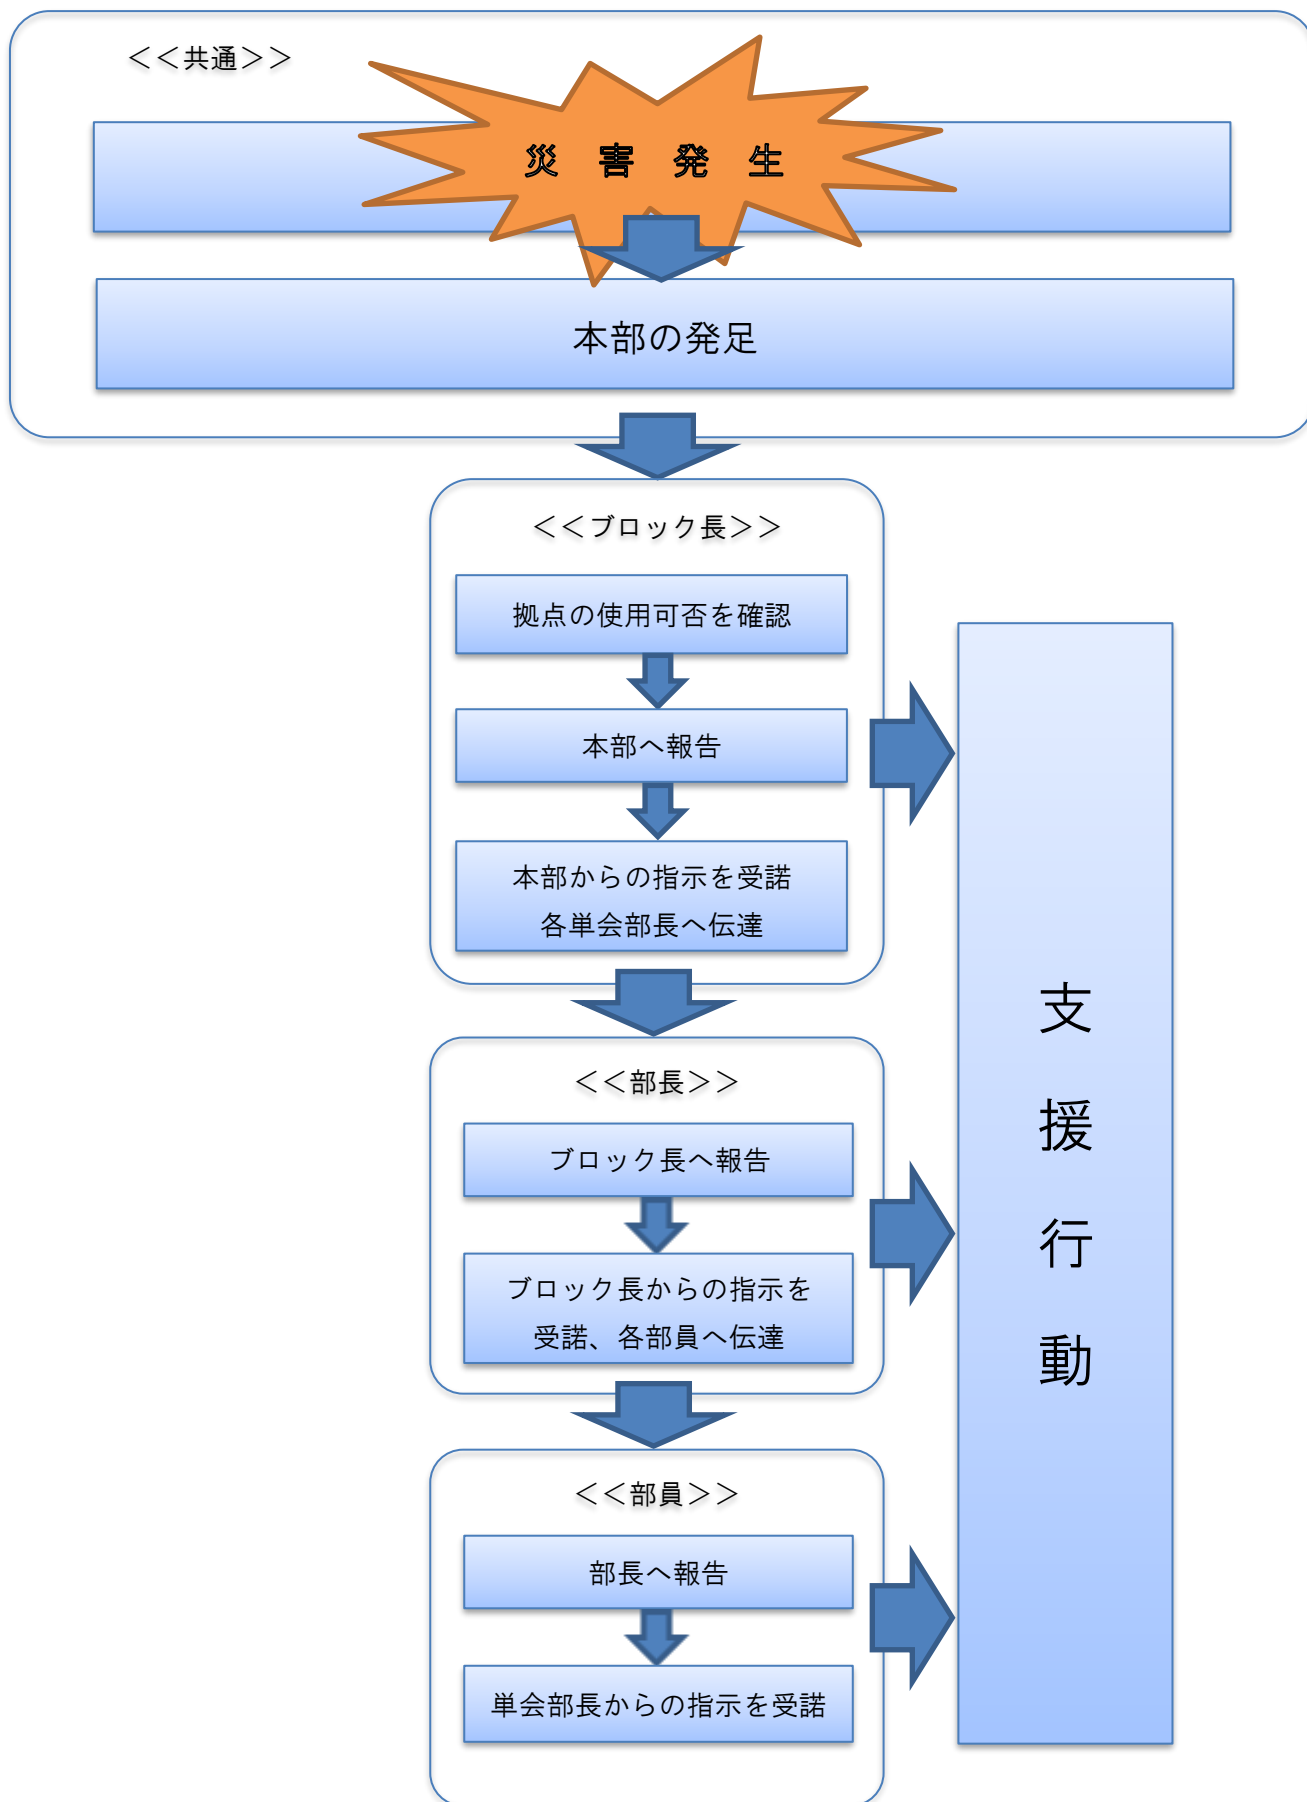 ＜＜共通＞＞
災　害　発　生
本部の発足
＜＜ブロック長＞＞
拠点の使用可否を確認
本部へ報告
本部からの指示を受諾
各単会部長へ伝達
＜＜部長＞＞
ブロック長へ報告
ブロック長からの指示を
受諾、各部員へ伝達
＜＜部員＞＞
部長へ報告
単会部長からの指示を受諾
支
援
行
動